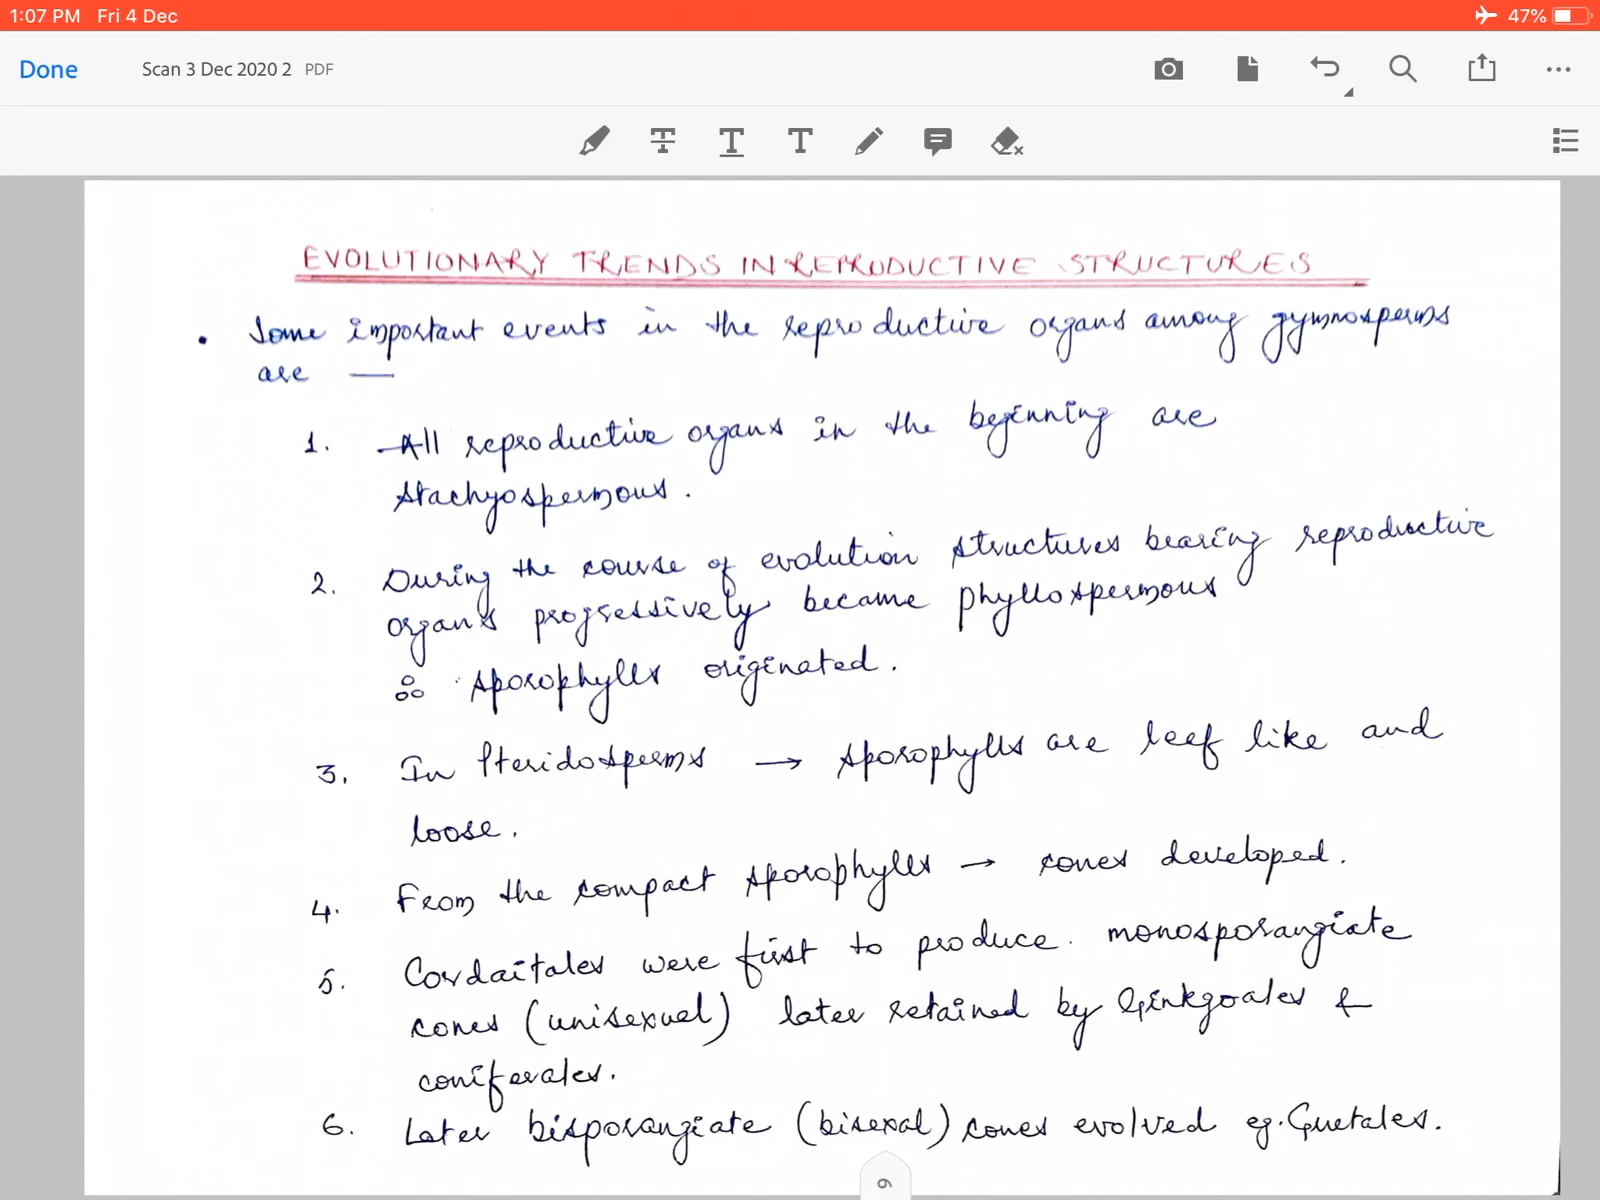 1:07 PM Fri 4 Dec 47%
Done Scan 3 Dec 2020 2 PDF
EVOLUTIONARY TRENDS IN REPRODUCTIVE STRUCTURES
• Some important events in the reproductive organs among gymnosperms
are —
1. All reproductive organs in the beginning are
stachyospermous.
2. During the course of evolution structures bearing reproductive
organs progressively became phyllospermous
∴ sporophylls originated.
3. In Pteridosperms → sporophylls are leaf like and
loose.
4. From the compact sporophylls → cones developed.
5. Cordaitales were first to produce monosporangiate
cones (unisexual) later retained by Ginkgoales &
coniferales.
6. Later bisporangiate (bisexal) cones evolved eg. Gnetales.
6